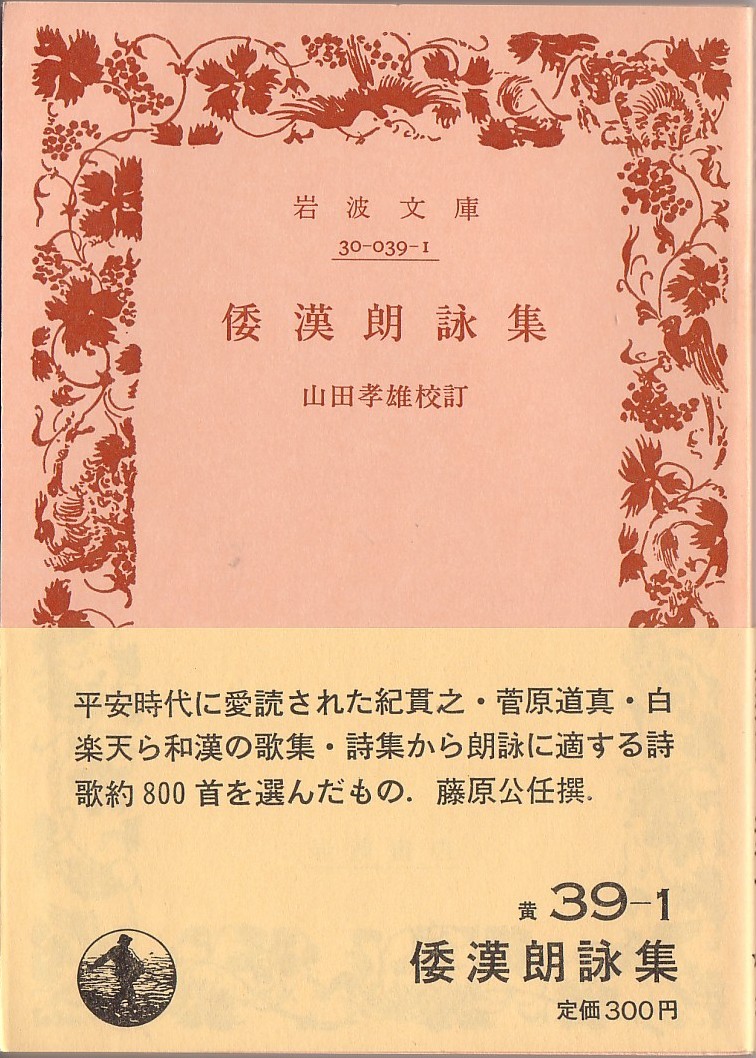 岩波文庫
30-039-1
倭漢朗詠集
山田孝雄校訂
平安時代に愛読された紀貫之・菅原道真・白
楽天ら和漢の歌集・詩集から朗詠に適する詩
歌約800首を選んだもの．藤原公任撰．
黄 39-1
倭漢朗詠集
定価300円